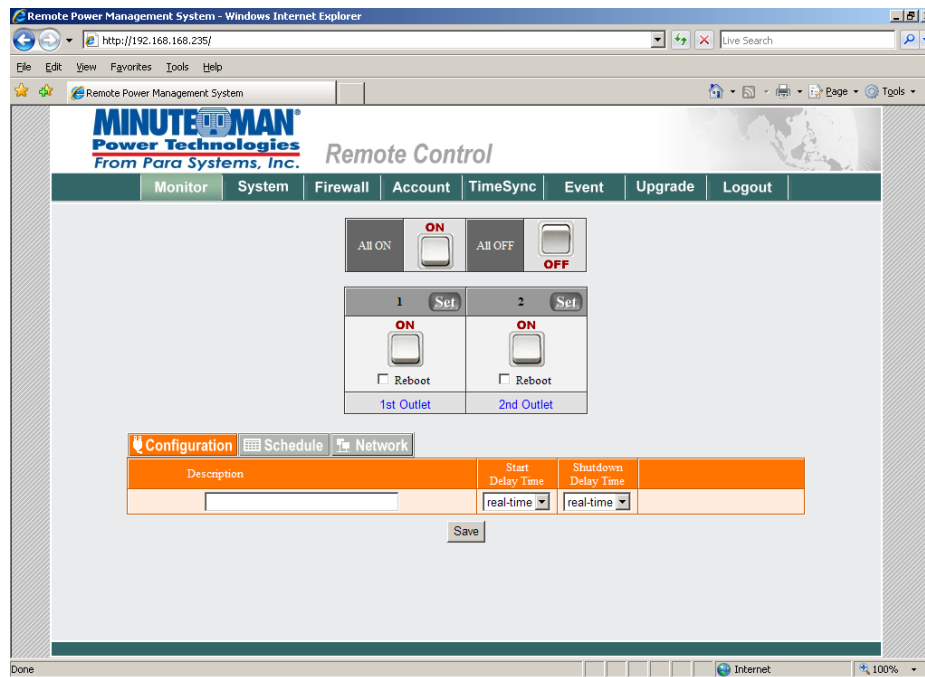 Remote Power Management System - Windows Internet Explorer
http://192.168.168.235/
Live Search
File Edit View Favorites Tools Help
Remote Power Management System
Page Tools
MINUTEMAN®
Power Technologies
From Para Systems, Inc.
Remote Control
Monitor System Firewall Account TimeSync Event Upgrade Logout
All ON
ON
All OFF
OFF
1 Set 2 Set
ON ON
Reboot Reboot
1st Outlet 2nd Outlet
Configuration Schedule Network
Description
Start
Delay Time
Shutdown
Delay Time
real-time real-time
Save
Done
Internet
100%